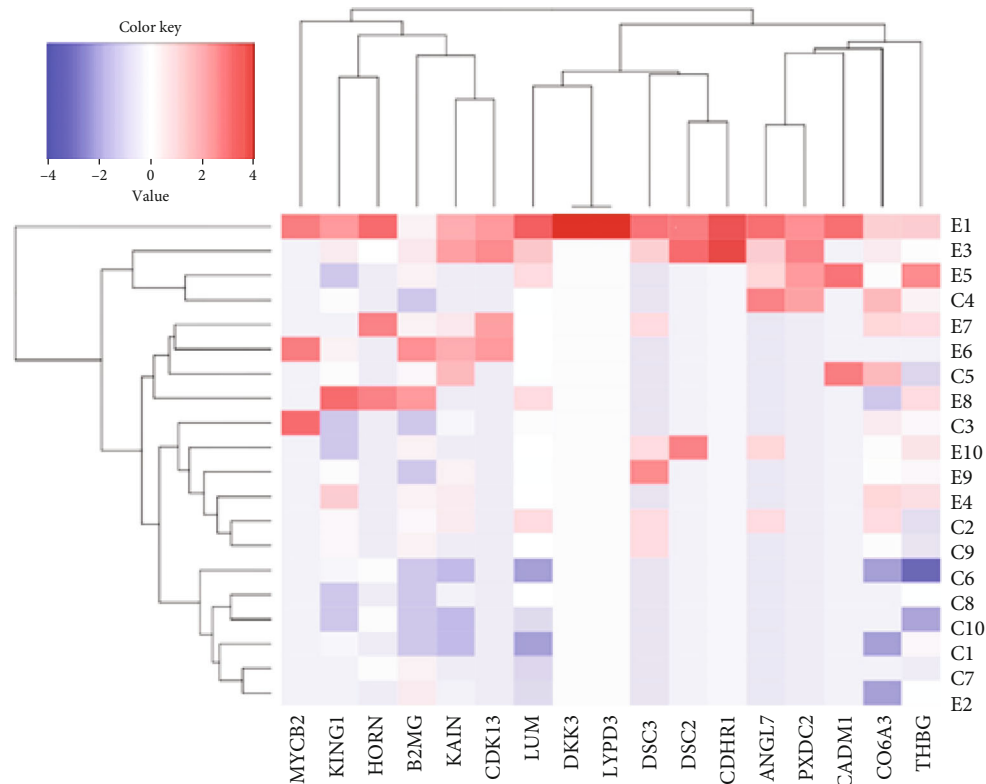 Color key
−4 −2 0 2 4
Value
E1
E3
E5
C4
E7
E6
C5
E8
C3
E10
E9
E4
C2
C9
C6
C8
C10
C1
C7
E2
MYCB2
KING1
HORN
B2MG
KAIN
CDK13
LUM
DKK3
LYPD3
DSC3
DSC2
CDHR1
ANGL7
PXDC2
CADM1
CO6A3
THBG